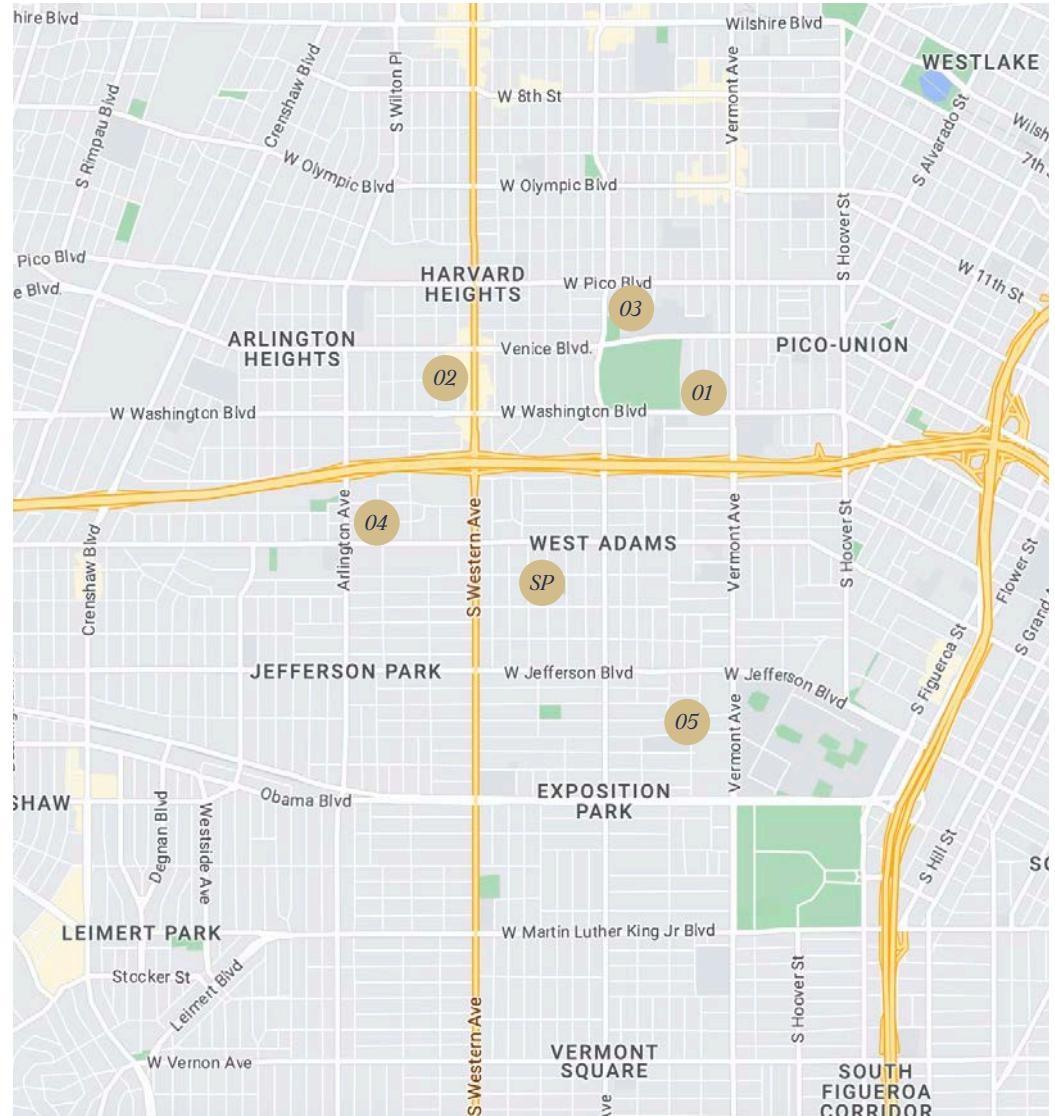 hire Blvd
Wilshire Blvd
WESTLAKE
Crenshaw Blvd
S Wilton Pl
W 8th St
Vermont Ave
S Rimpau Blvd
S Alvarado St
Wilsh
7th
W Olympic Blvd
W Olympic Blvd
S Hoover St
Pico Blvd
e Blvd.
HARVARD
HEIGHTS
W Pico Blvd
W 11th St
03
ARLINGTON
HEIGHTS
Venice Blvd.
PICO-UNION
02
01
W Washington Blvd
W Washington Blvd
Arlington Ave
04
S Western Ave
WEST ADAMS
Vermont Ave
S Hoover St
Crenshaw Blvd
SP
Flower St
S Grand A
JEFFERSON PARK
W Jefferson Blvd
W Jefferson Blvd
S Figueroa St
05
Vermont Ave
SHAW
Degnan Blvd
Westside Ave
Obama Blvd
EXPOSITION
PARK
S Hill St
LEIMERT PARK
W Martin Luther King Jr Blvd
Stocker St
Leimert Blvd
S Hoover St
W Vernon Ave
S Western Ave
VERMONT
SQUARE
Ave
SOUTH
FIGUEROA
CORRIDOR